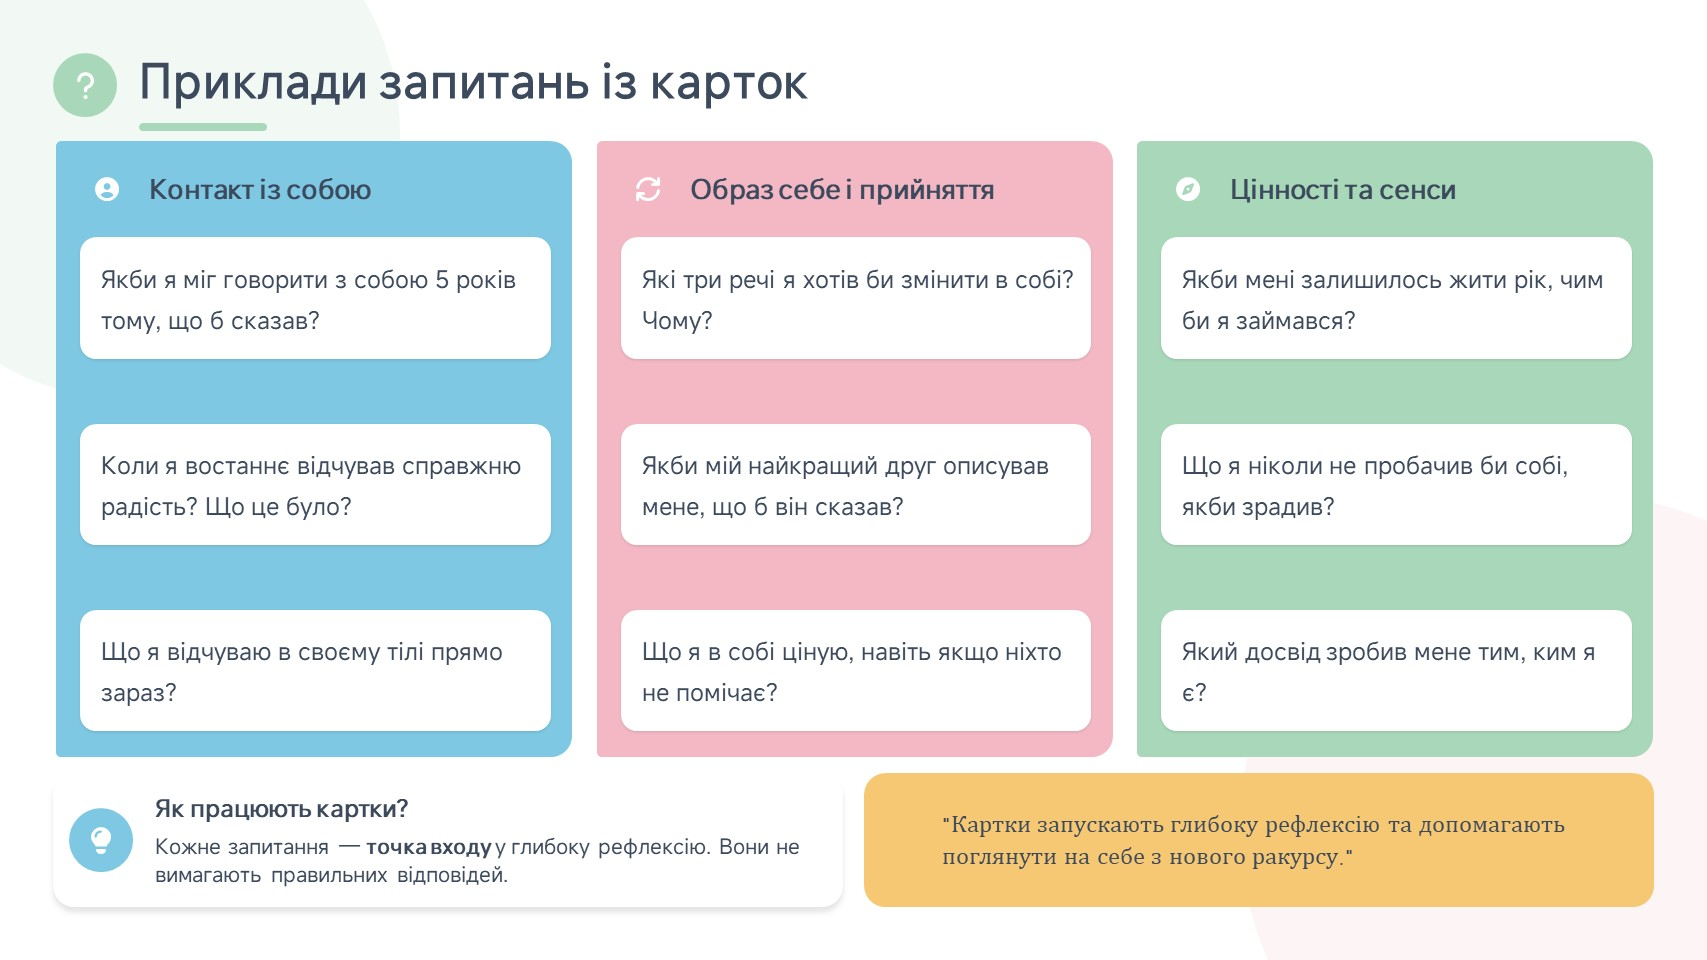 Приклади запитань із карток
Контакт із собою
Якби я міг говорити з собою 5 років
тому, що б сказав?
Коли я востаннє відчував справжню
радість? Що це було?
Що я відчуваю в своєму тілі прямо
зараз?
Образ себе і прийняття
Які три речі я хотів би змінити в собі?
Чому?
Якби мій найкращий друг описував
мене, що б він сказав?
Що я в собі ціную, навіть якщо ніхто
не помічає?
Цінності та сенси
Якби мені залишилось жити рік, чим
би я займався?
Що я ніколи не пробачив би собі,
якби зрадив?
Який досвід зробив мене тим, ким я
є?
Як працюють картки?
Кожне запитання — точка входу у глибоку рефлексію. Вони не
вимагають правильних відповідей.
"Картки запускають глибоку рефлексію та допомагають
поглянути на себе з нового ракурсу."